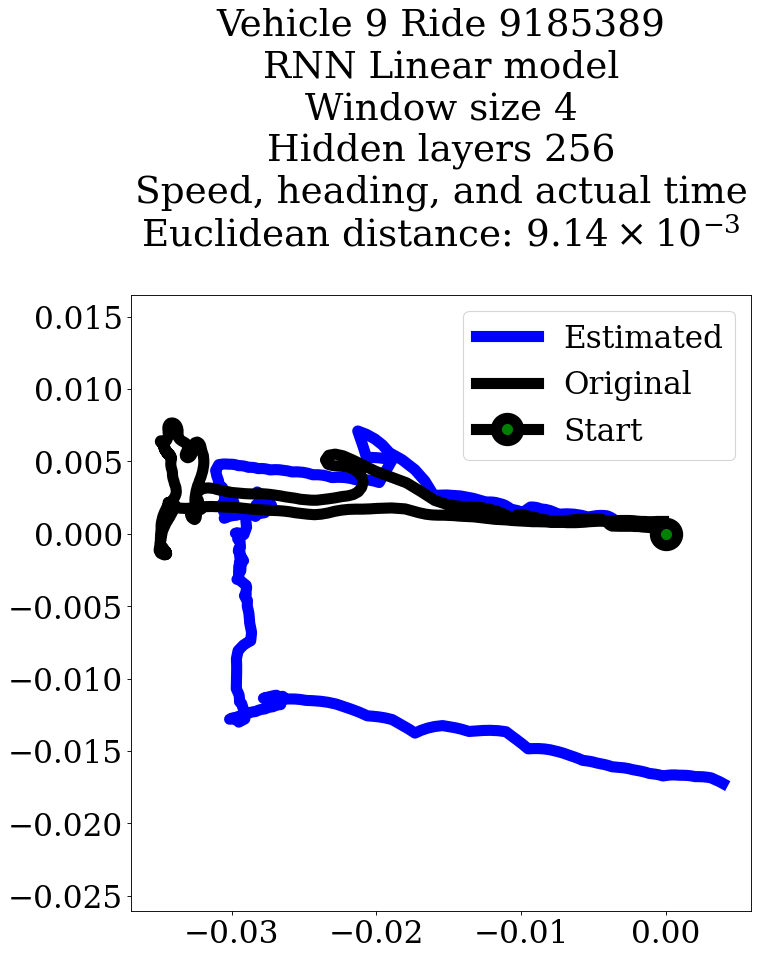 Vehicle 9 Ride 9185389
RNN Linear model
Window size 4
Hidden layers 256
Speed, heading, and actual time
Euclidean distance: 9.14 × 10⁻³
Estimated
Original
Start
0.015
0.010
0.005
0.000
−0.005
−0.010
−0.015
−0.020
−0.025
−0.03 −0.02 −0.01 0.00